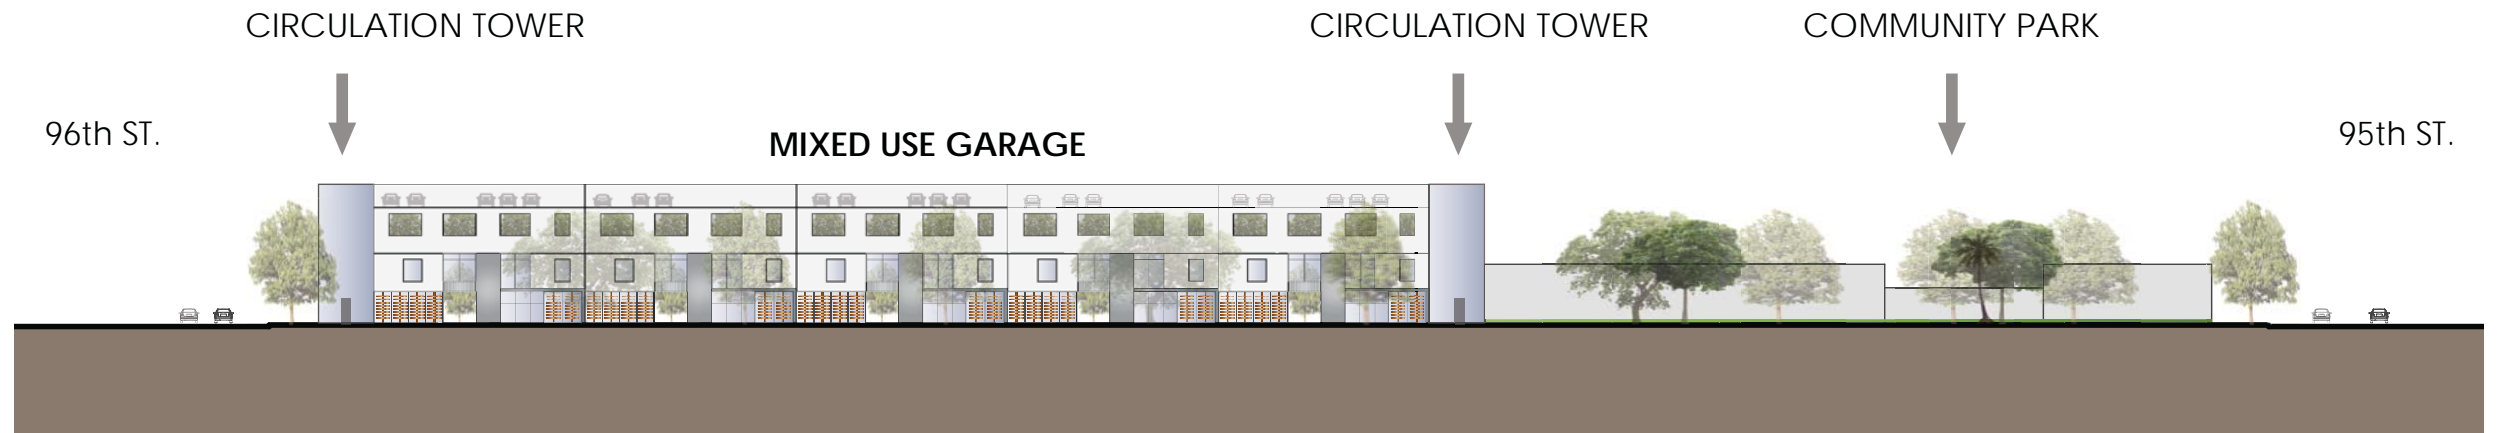 CIRCULATION TOWER
CIRCULATION TOWER
COMMUNITY PARK
96th ST.
MIXED USE GARAGE
95th ST.